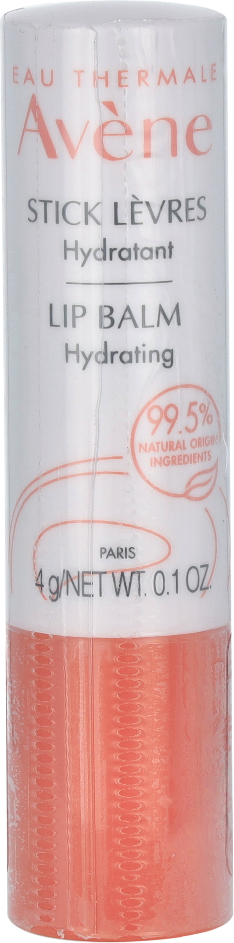 EAU THERMALE
Avène
STICK LÈVRES
Hydratant
LIP BALM
Hydrating
99.5%
NATURAL ORIGIN
INGREDIENTS
PARIS
4 g/NET WT. 0.1 OZ.